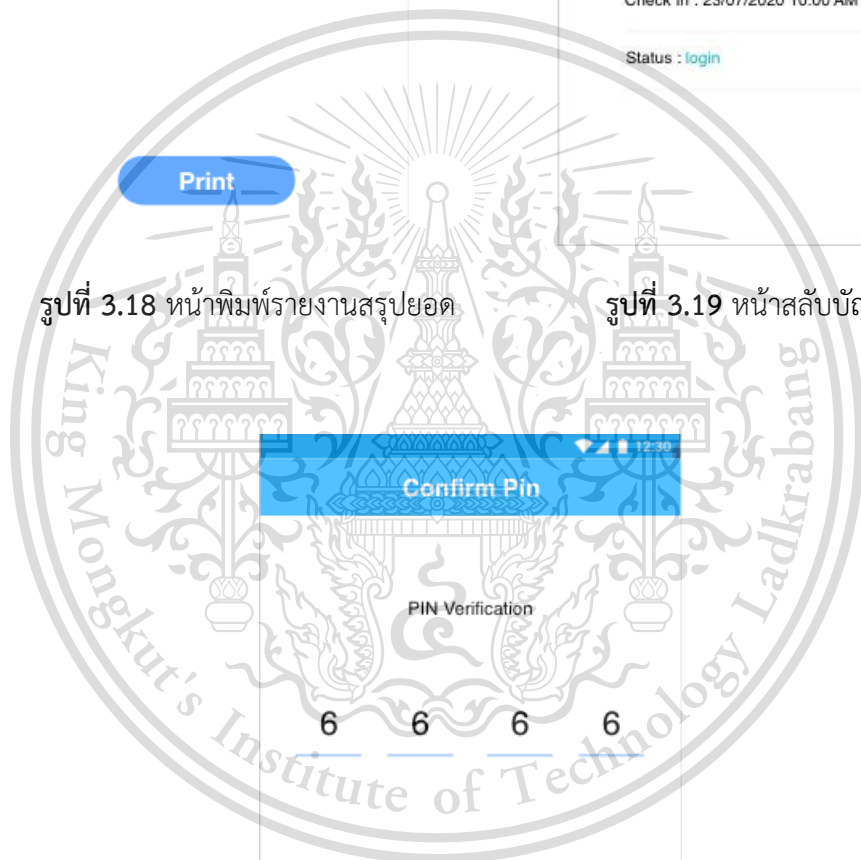 Check In : 23/07/2020 10:00 AM
Status : login
Print
รูปที่ 3.18 หน้าพิมพ์รายงานสรุปยอด
รูปที่ 3.19 หน้าสลับบัญ
12:30
Confirm Pin
PIN Verification
6 6 6 6
King Mongkut's Institute of Technology Ladkrabang